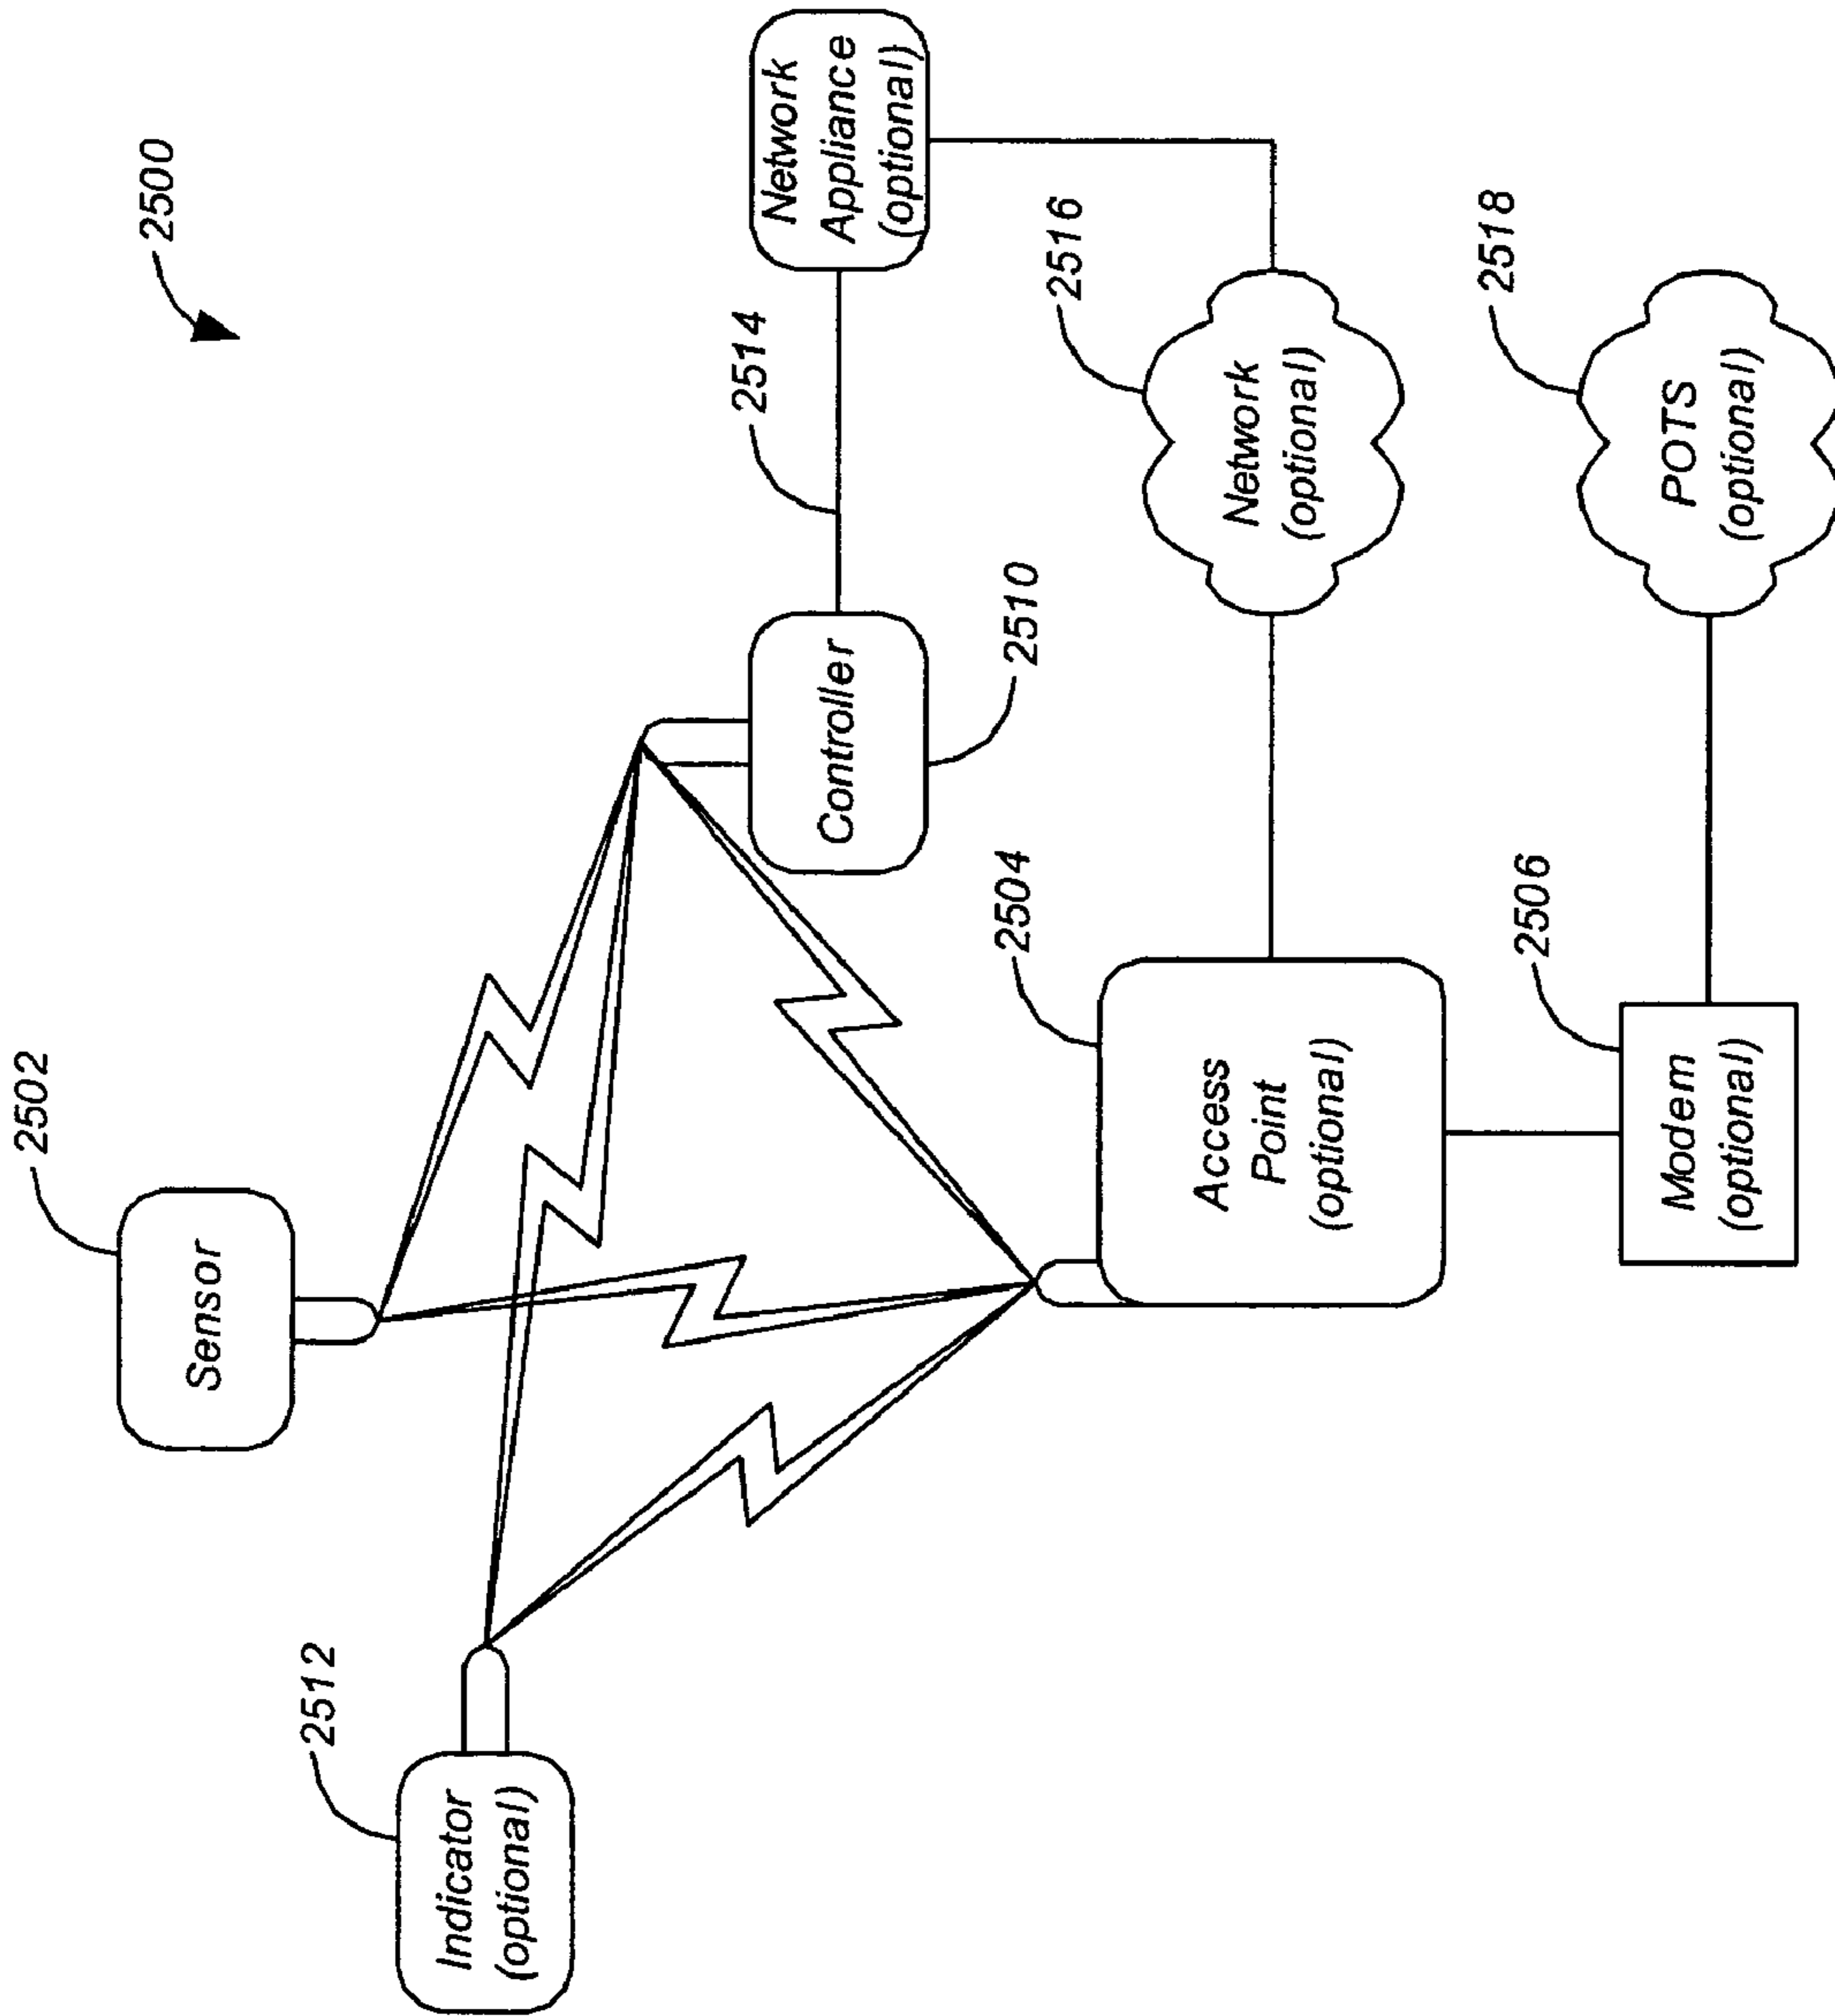 2500
2502
Sensor
2512
Indicator
(optional)
2514
Network
Appliance
(optional)
Controller
2510
2504
Access
Point
(optional)
2516
Network
(optional)
2506
Modem
(optional)
2518
POTS
(optional)